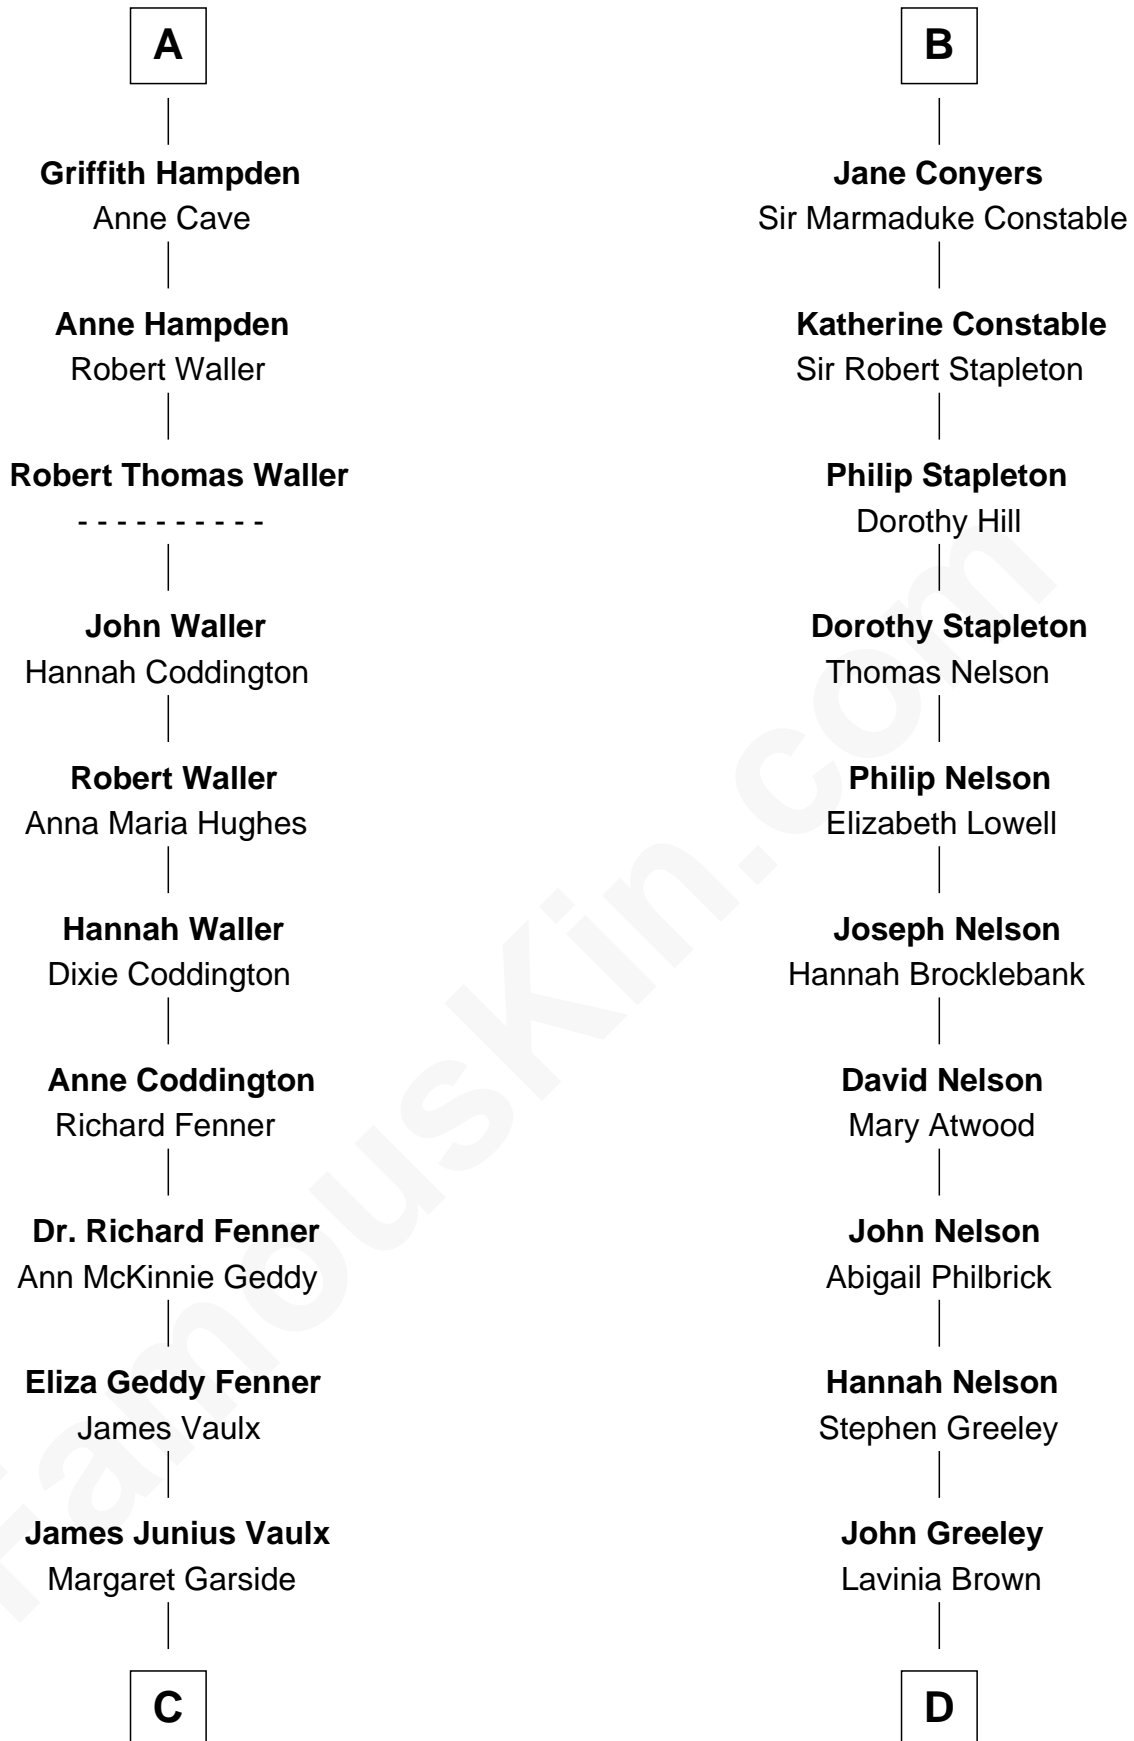 A
Griffith Hampden
Anne Cave
Anne Hampden
Robert Waller
Robert Thomas Waller
- - - - - - - - - -
John Waller
Hannah Coddington
Robert Waller
Anna Maria Hughes
Hannah Waller
Dixie Coddington
Anne Coddington
Richard Fenner
Dr. Richard Fenner
Ann McKinnie Geddy
Eliza Geddy Fenner
James Vaulx
James Junius Vaulx
Margaret Garside
C
B
Jane Conyers
Sir Marmaduke Constable
Katherine Constable
Sir Robert Stapleton
Philip Stapleton
Dorothy Hill
Dorothy Stapleton
Thomas Nelson
Philip Nelson
Elizabeth Lowell
Joseph Nelson
Hannah Brocklebank
David Nelson
Mary Atwood
John Nelson
Abigail Philbrick
Hannah Nelson
Stephen Greeley
John Greeley
Lavinia Brown
D
FamousKin.com